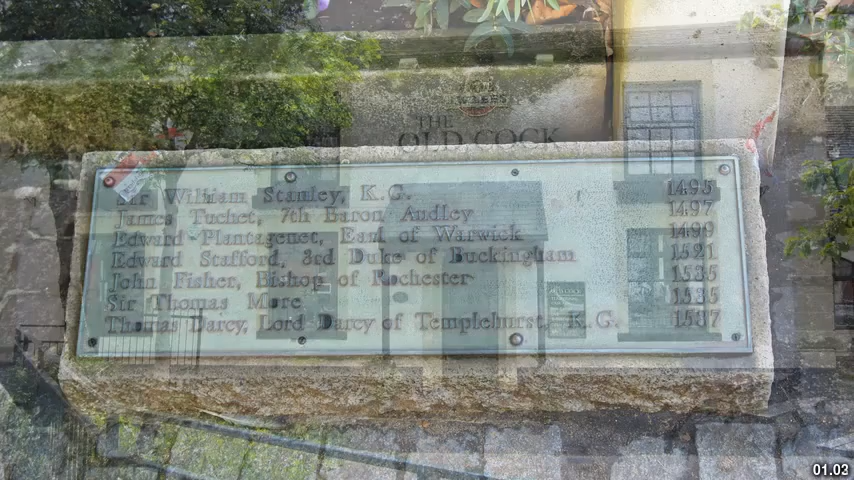 THE
OLD COCK
Sir William Stanley, K.G. 1495
James Tuchet, 7th Baron Audley 1497
Edward Plantagenet, Earl of Warwick 1499
Edward Stafford, 3rd Duke of Buckingham 1521
John Fisher, Bishop of Rochester 1535
Sir Thomas More 1535
Thomas Darcy, Lord Darcy of Templehurst, K.G. 1537
01.02